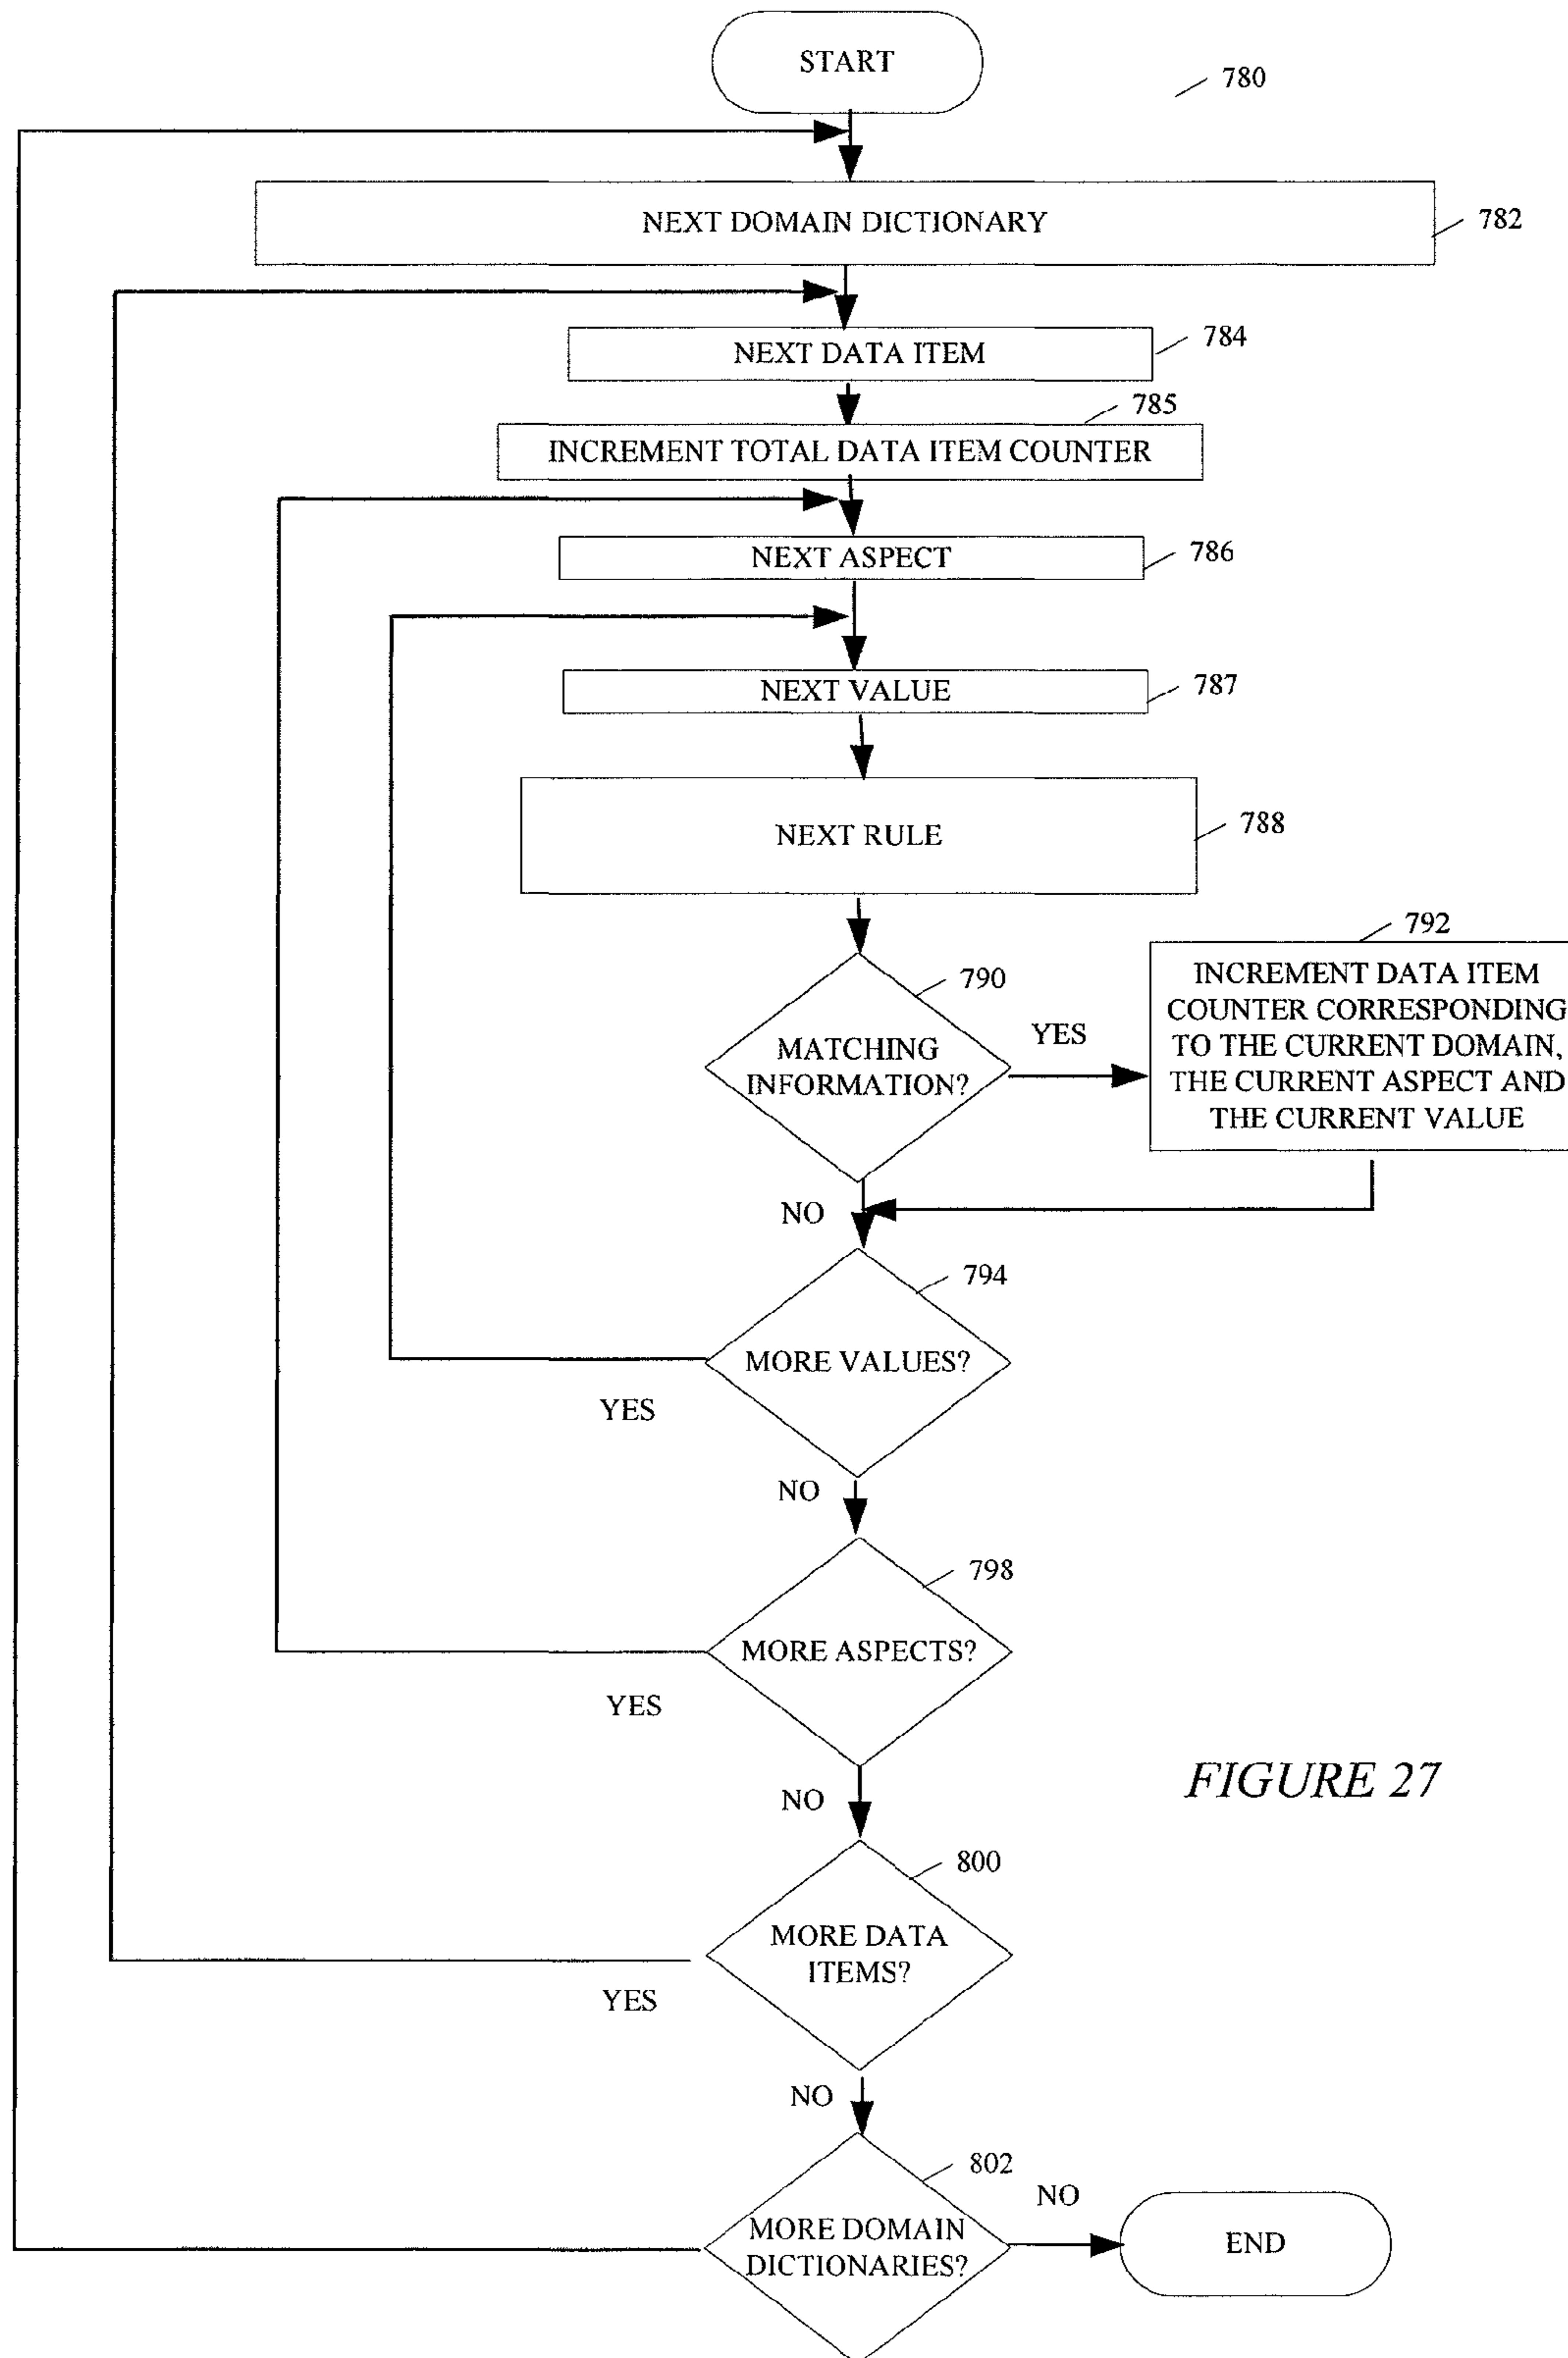 START
780
NEXT DOMAIN DICTIONARY
782
NEXT DATA ITEM
784
785
INCREMENT TOTAL DATA ITEM COUNTER
NEXT ASPECT
786
NEXT VALUE
787
NEXT RULE
788
790
MATCHING
INFORMATION?
YES
792
INCREMENT DATA ITEM
COUNTER CORRESPONDING
TO THE CURRENT DOMAIN,
THE CURRENT ASPECT AND
THE CURRENT VALUE
NO
794
MORE VALUES?
YES
NO
798
MORE ASPECTS?
YES
NO
FIGURE 27
800
MORE DATA
ITEMS?
YES
NO
802
MORE DOMAIN
DICTIONARIES?
NO
END